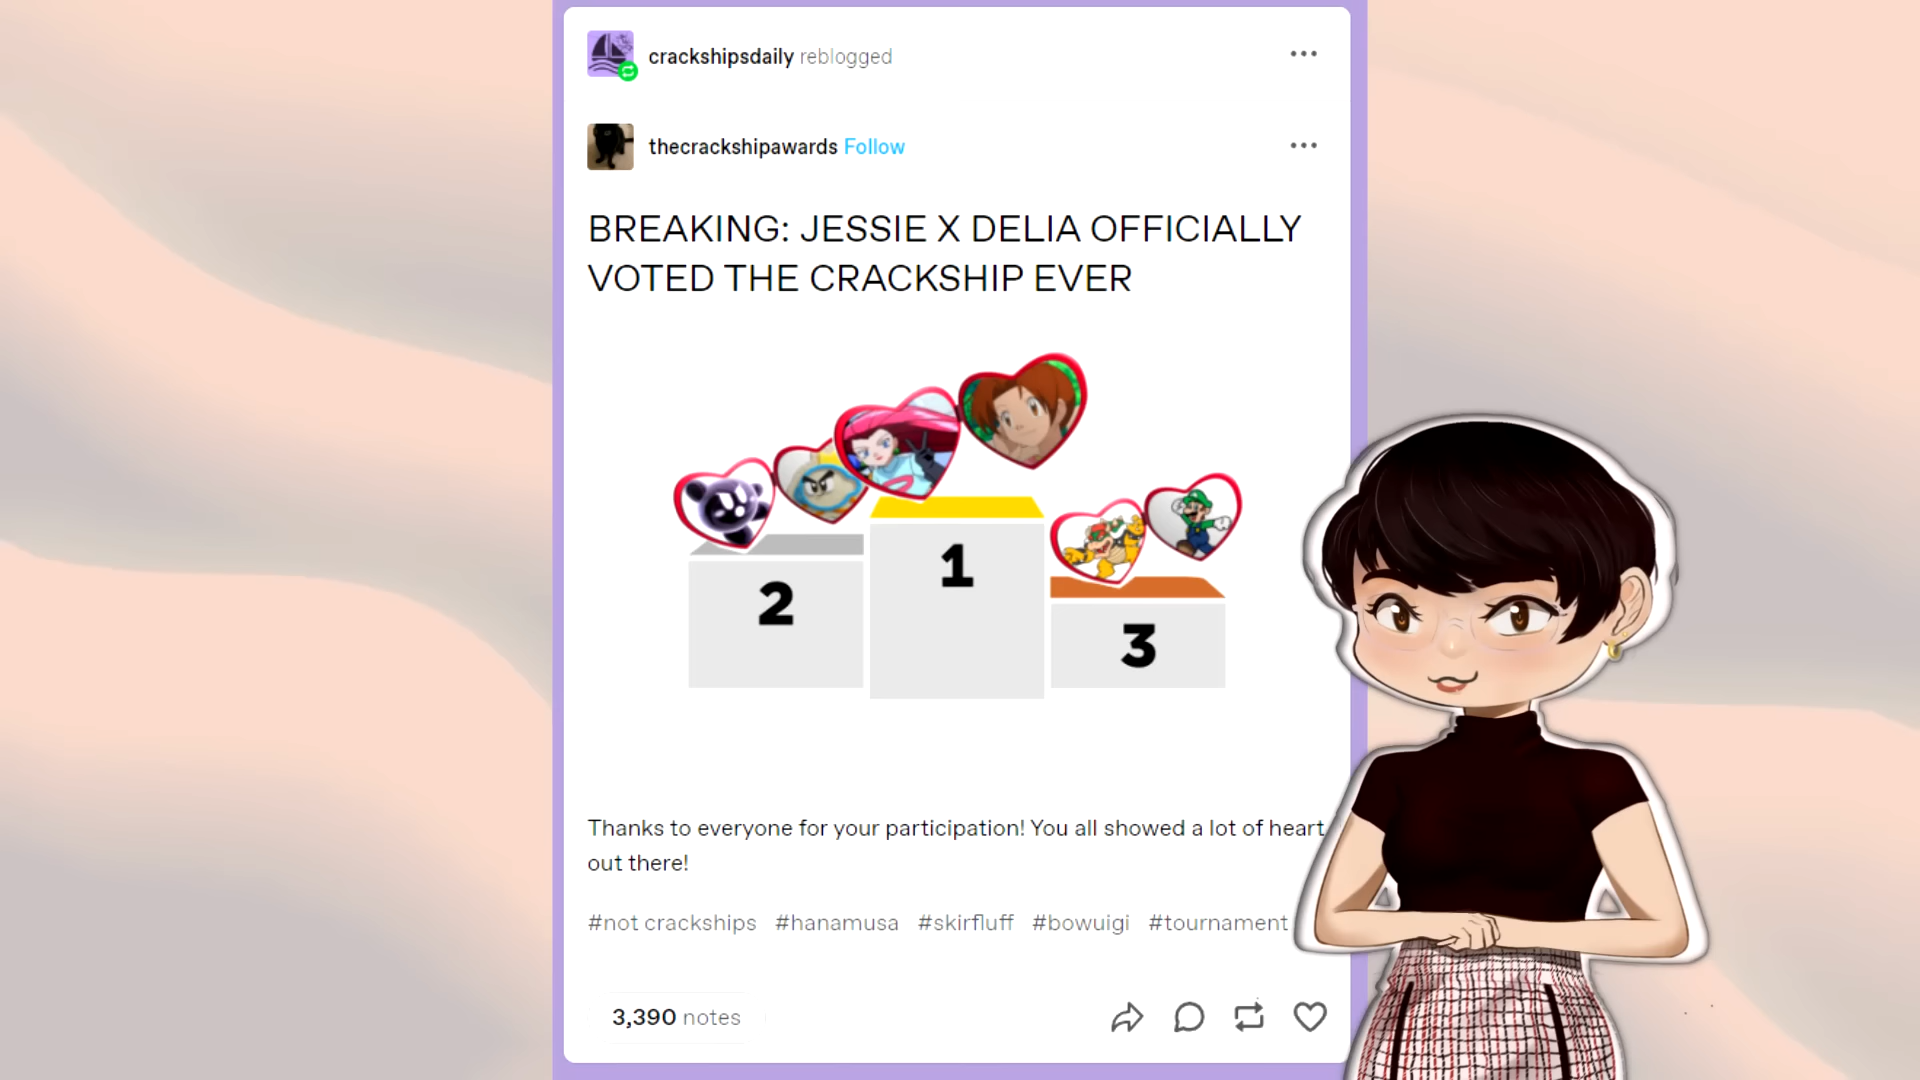 crackshipsdaily reblogged
thecrackshipawards Follow
BREAKING: JESSIE X DELIA OFFICIALLY
VOTED THE CRACKSHIP EVER
1
2
3
Thanks to everyone for your participation! You all showed a lot of heart
out there!
#not crackships #hanamusa #skirfluff #bowuigi #tournament
3,390 notes